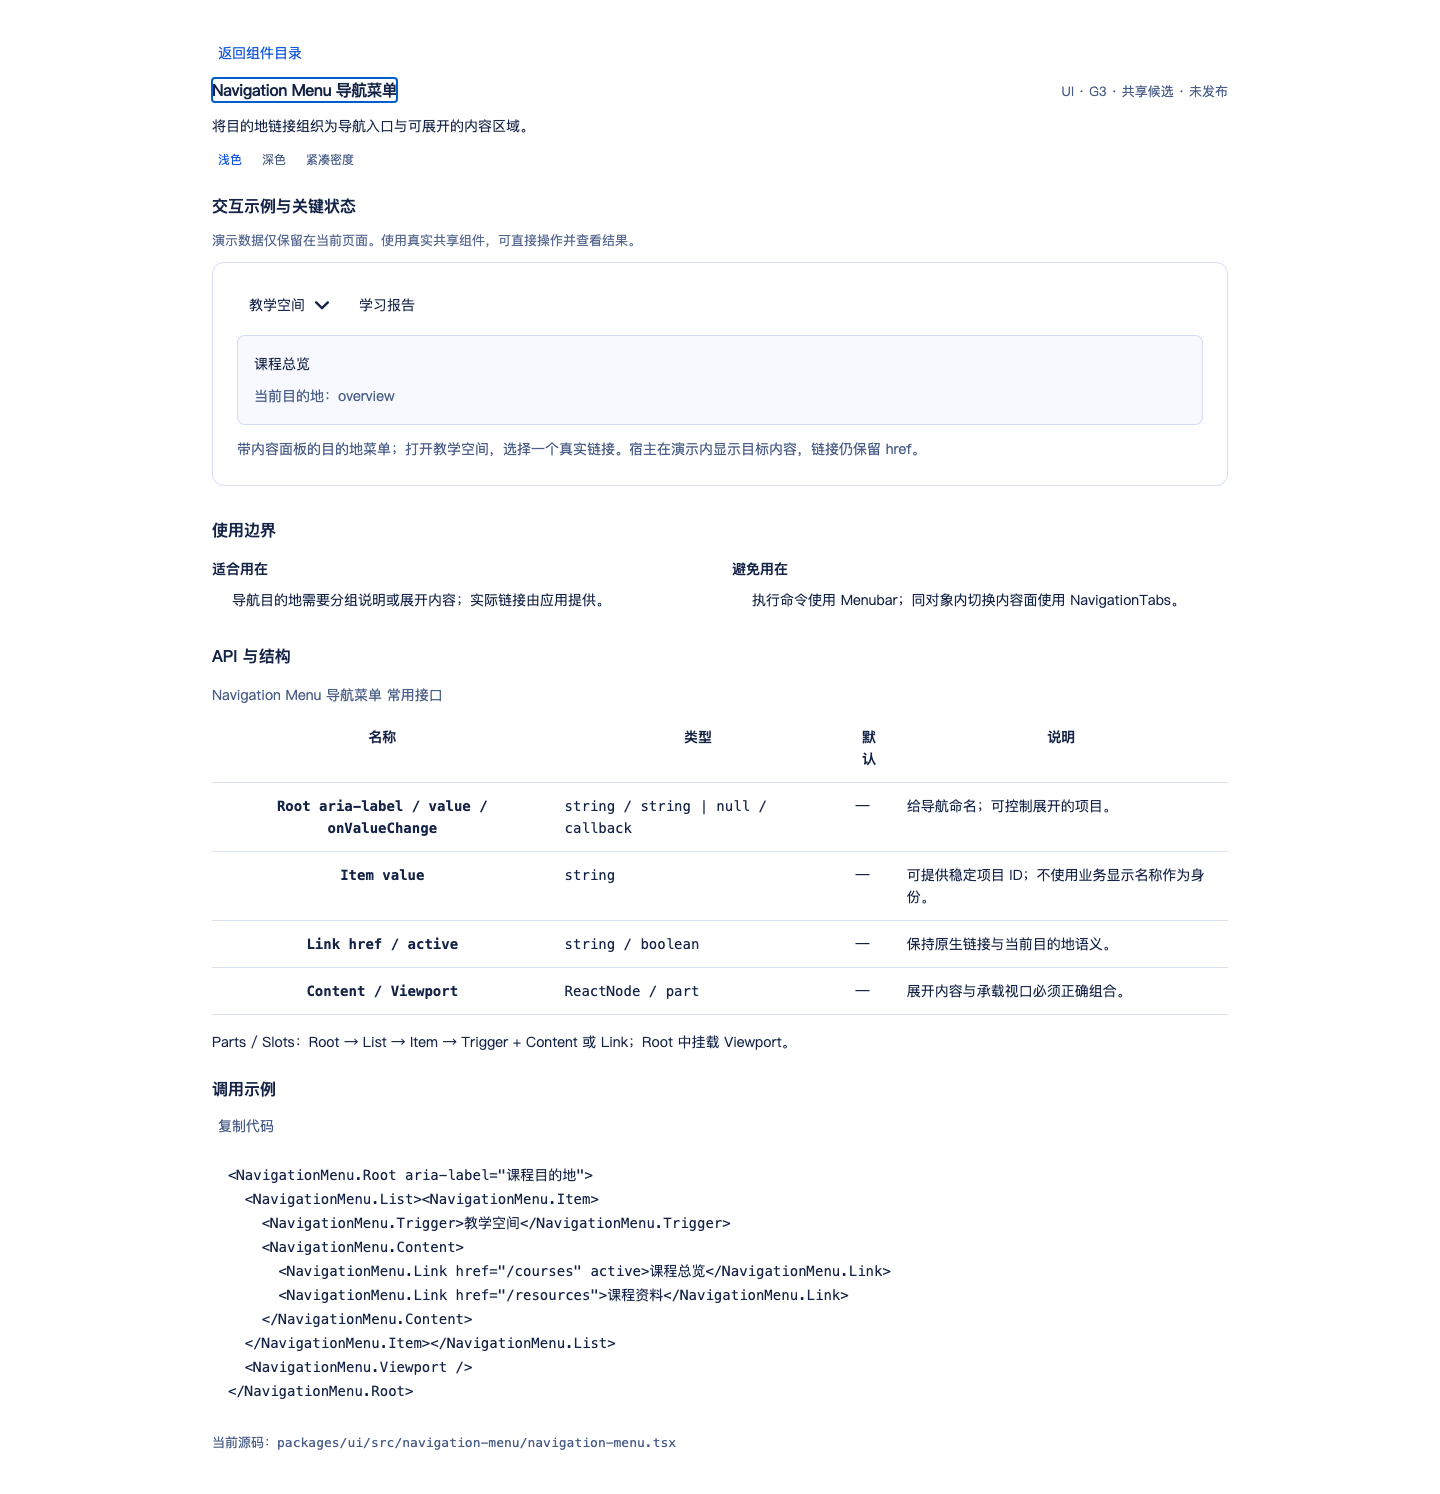 返回组件目录
Navigation Menu 导航菜单
UI · G3 · 共享候选 · 未发布
将目的地链接组织为导航入口与可展开的内容区域。
浅色 深色 紧凑密度
交互示例与关键状态
演示数据仅保留在当前页面。使用真实共享组件，可直接操作并查看结果。
教学空间 学习报告
课程总览
当前目的地：overview
带内容面板的目的地菜单；打开教学空间，选择一个真实链接。宿主在演示内显示目标内容，链接仍保留 href。
使用边界
适合用在
导航目的地需要分组说明或展开内容；实际链接由应用提供。
避免用在
执行命令使用 Menubar；同对象内切换内容面使用 NavigationTabs。
API 与结构
Navigation Menu 导航菜单 常用接口
名称 类型 默认 说明
Root aria-label / value / onValueChange string / string | null / callback — 给导航命名；可控制展开的项目。
Item value string — 可提供稳定项目 ID；不使用业务显示名称作为身份。
Link href / active string / boolean — 保持原生链接与当前目的地语义。
Content / Viewport ReactNode / part — 展开内容与承载视口必须正确组合。
Parts / Slots：Root → List → Item → Trigger + Content 或 Link；Root 中挂载 Viewport。
调用示例
复制代码
<NavigationMenu.Root aria-label="课程目的地">
  <NavigationMenu.List><NavigationMenu.Item>
    <NavigationMenu.Trigger>教学空间</NavigationMenu.Trigger>
    <NavigationMenu.Content>
      <NavigationMenu.Link href="/courses" active>课程总览</NavigationMenu.Link>
      <NavigationMenu.Link href="/resources">课程资料</NavigationMenu.Link>
    </NavigationMenu.Content>
  </NavigationMenu.Item></NavigationMenu.List>
  <NavigationMenu.Viewport />
</NavigationMenu.Root>
当前源码：packages/ui/src/navigation-menu/navigation-menu.tsx